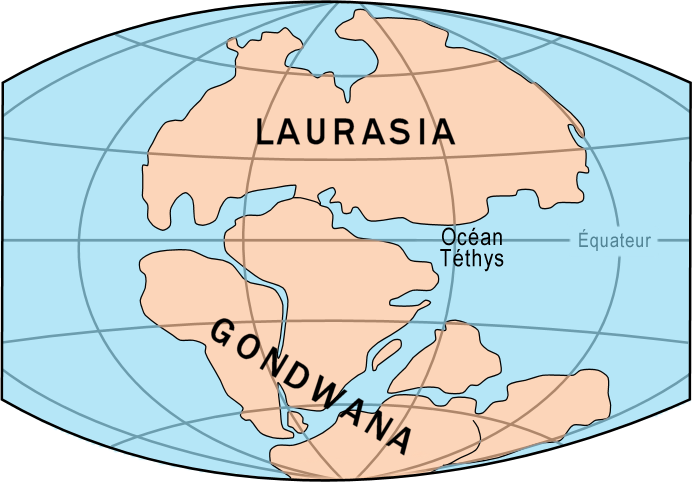 LAURASIA
Océan
Téthys
Équateur
GONDWANA